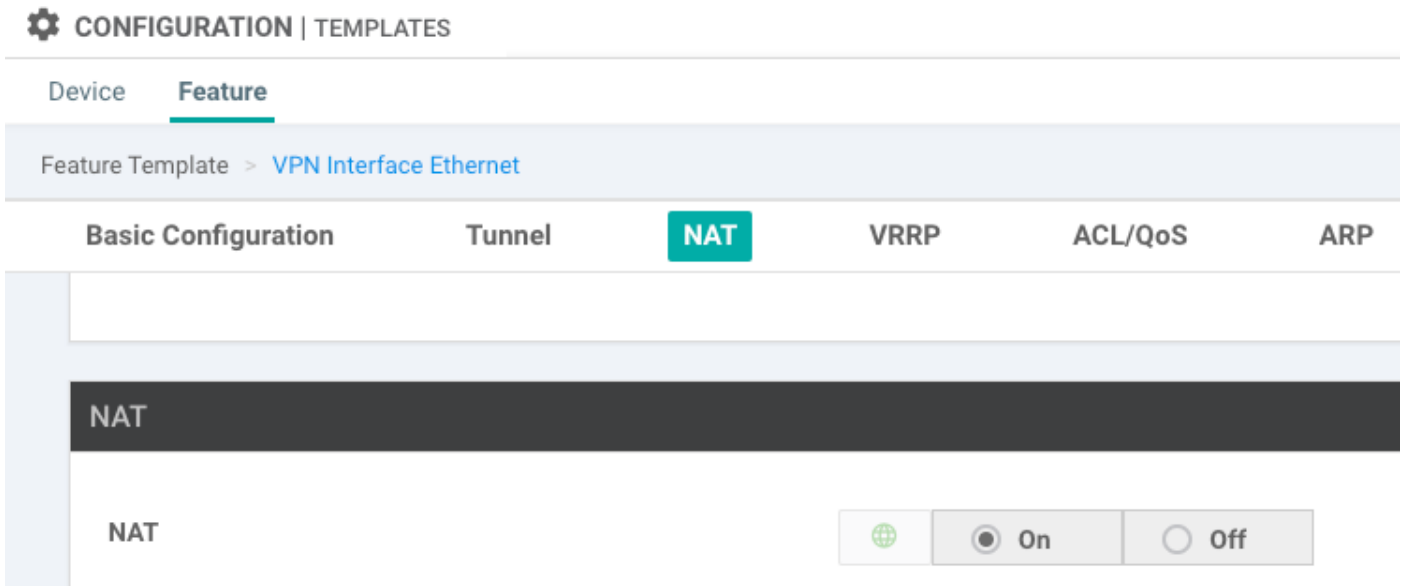 CONFIGURATION | TEMPLATES
Device Feature
Feature Template > VPN Interface Ethernet
Basic Configuration Tunnel NAT VRRP ACL/QoS ARP
NAT
NAT On Off